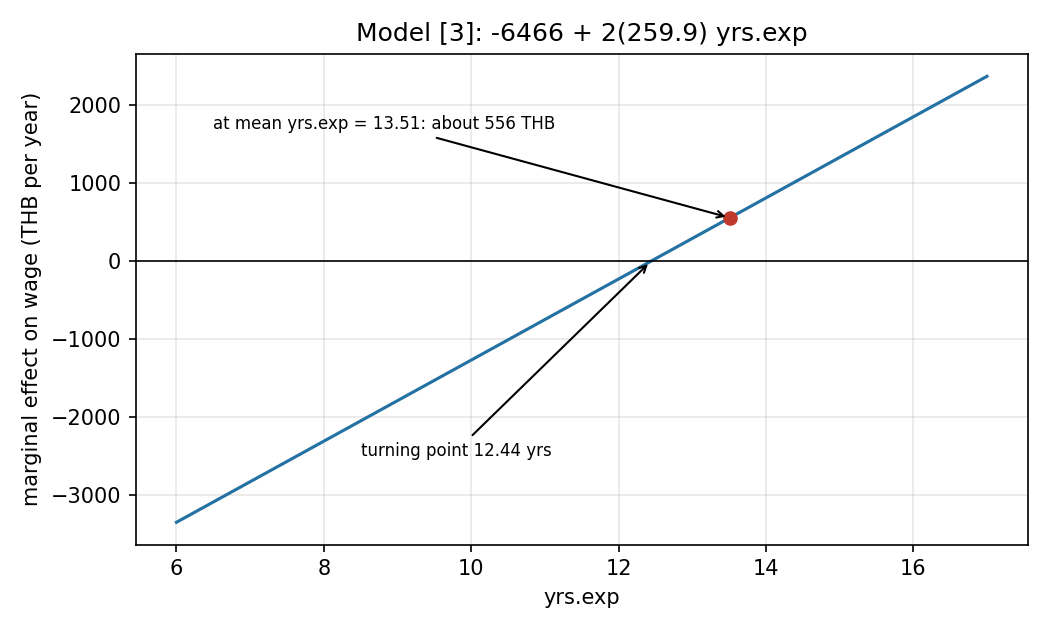 Model [3]: -6466 + 2(259.9) yrs.exp
marginal effect on wage (THB per year)
2000
1000
0
−1000
−2000
−3000
at mean yrs.exp = 13.51: about 556 THB
turning point 12.44 yrs
6 8 10 12 14 16
yrs.exp